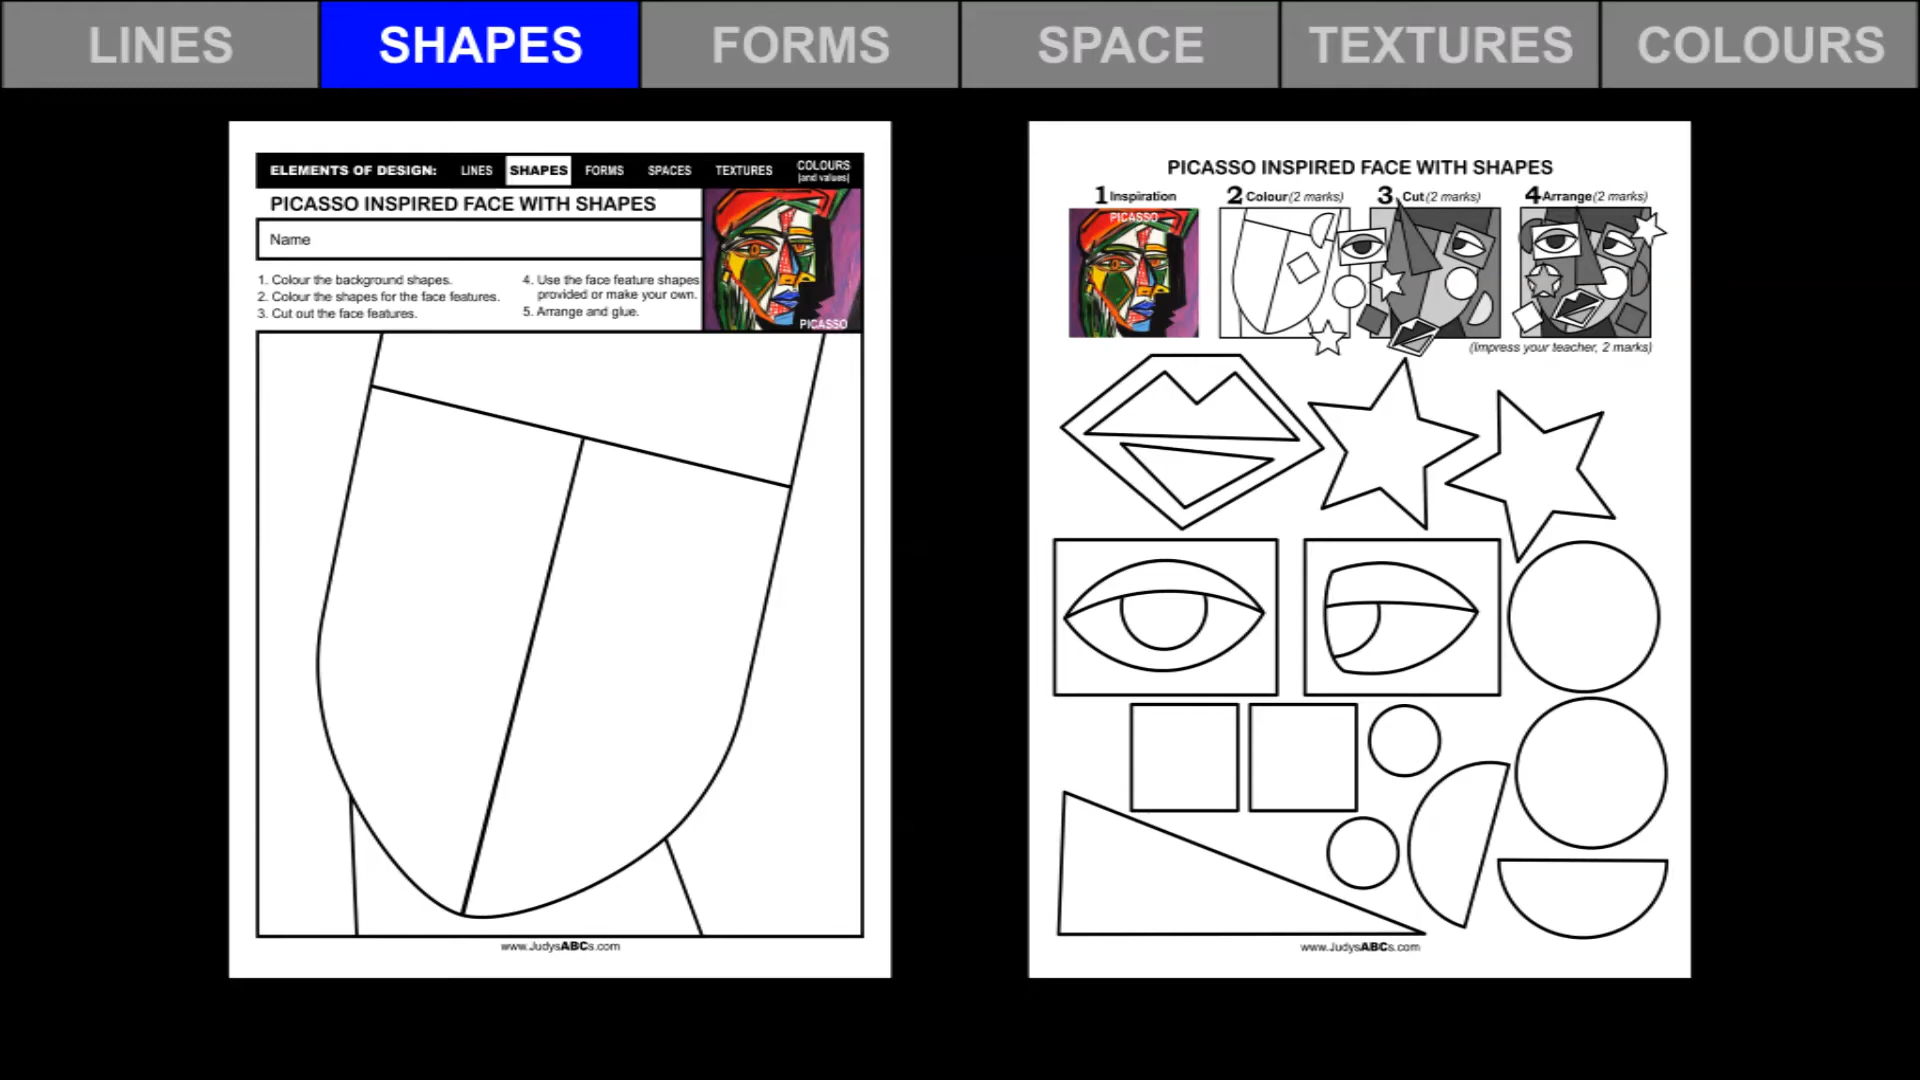 LINES SHAPES FORMS SPACE TEXTURES COLOURS
ELEMENTS OF DESIGN: LINES SHAPES FORMS SPACES TEXTURES COLOURS
(and values)
PICASSO INSPIRED FACE WITH SHAPES
Name
1. Colour the background shapes.
2. Colour the shapes for the face features.
3. Cut out the face features.
4. Use the face feature shapes
provided or make your own.
5. Arrange and glue.
PICASSO
www.JudysABCs.com
PICASSO INSPIRED FACE WITH SHAPES
1 Inspiration 2 Colour (2 marks) 3 Cut (2 marks) 4 Arrange (2 marks)
PICASSO
(Impress your teacher, 2 marks)
www.JudysABCs.com